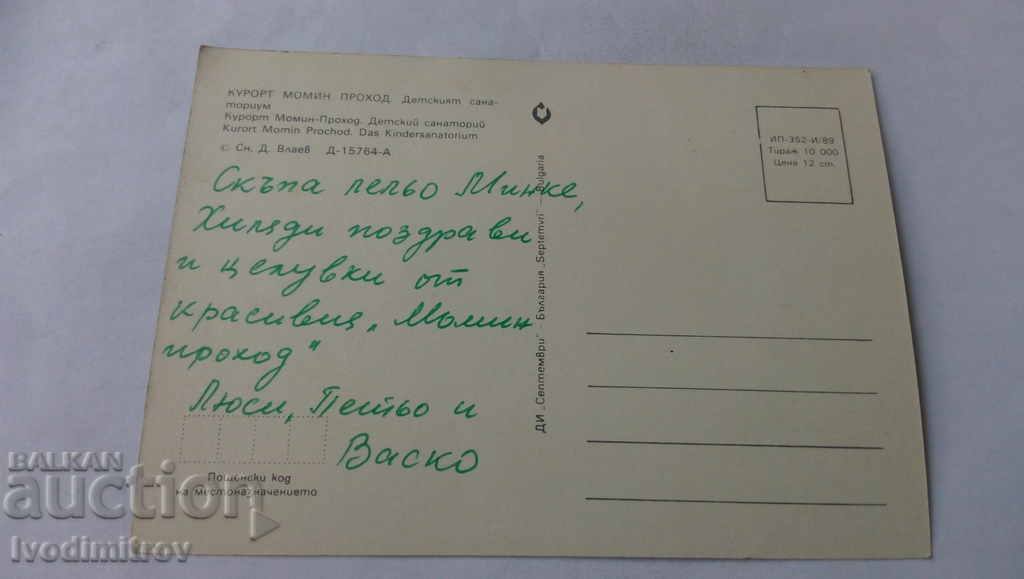 КУРОРТ МОМИН ПРОХОД. Детският сана-
ториум
Курорт Момин-Проход. Детский санаторий
Kurort Momin Prochod. Das Kindersanatorium
© Сн. Д. Влаев Д-15764-А
Скъпа лельо Минке,
Хиляди поздрави
и целувки от
красивия „Момин
проход"
Люси, Петьо и
Васко
Пощенски код
на местоназначението
ДИ „Септември" - България „Septemvri" - Bulgaria
ИП-352-И/89
Тираж 10 000
Цена 12 ст.
BALKAN
auction
Ivodimitrov